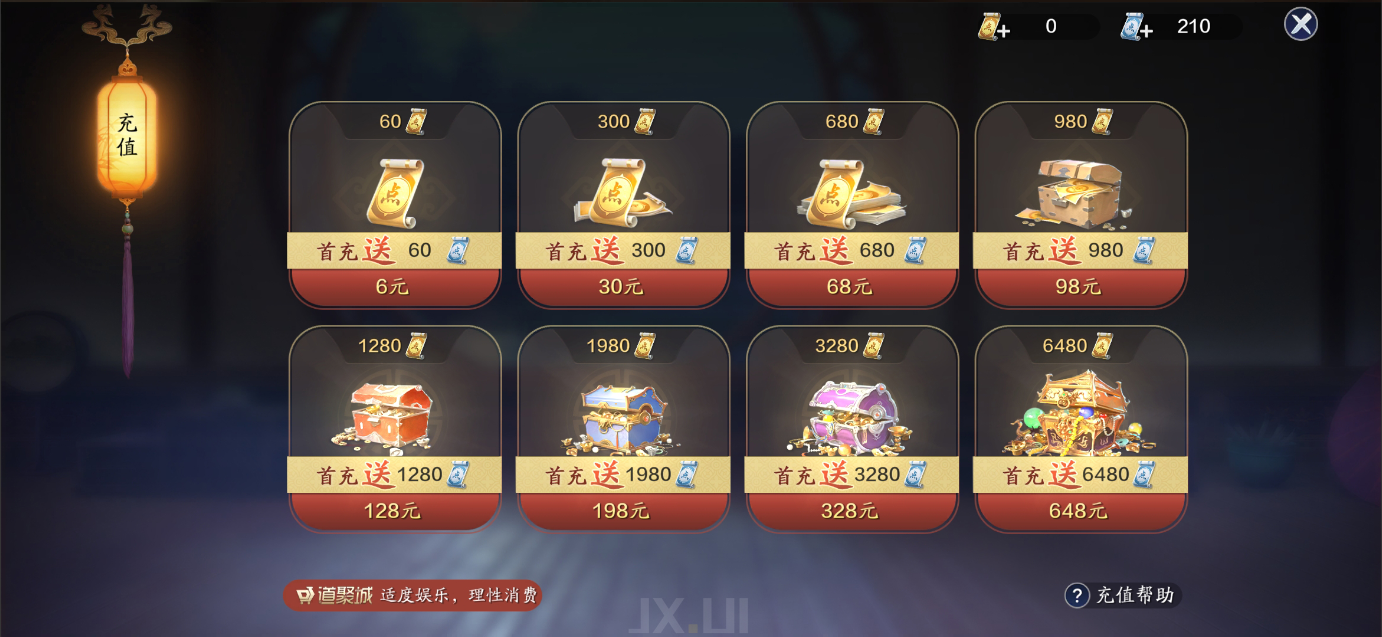 0
210
充值
60
300
680
980
点
点
点
首充送 60
首充送 300
首充送 680
首充送 980
6元
30元
68元
98元
1280
1980
3280
6480
首充送 1280
首充送 1980
首充送 3280
首充送 6480
128元
198元
328元
648元
道聚城 适度娱乐，理性消费
? 充值帮助
JX.UI